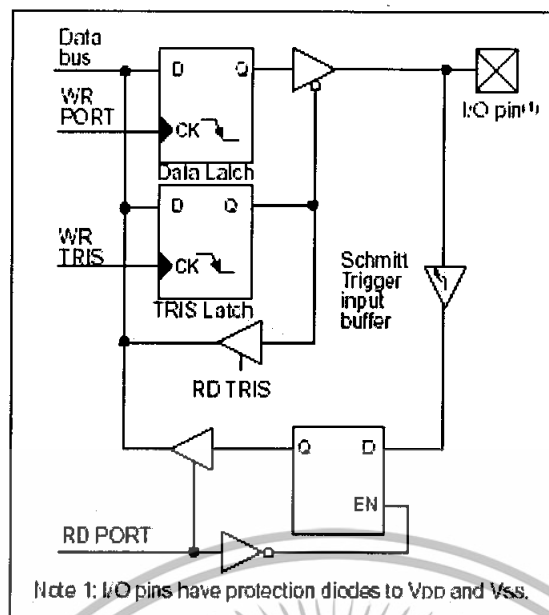 Data
bus
D
Q
WR
PORT
CK
I/O pin(1)
Data Latch
D
Q
WR
TRIS
CK
TRIS Latch
Schmitt
Trigger
input
buffer
RD TRIS
Q
D
EN
RD PORT
Note 1: I/O pins have protection diodes to VDD and VSS.